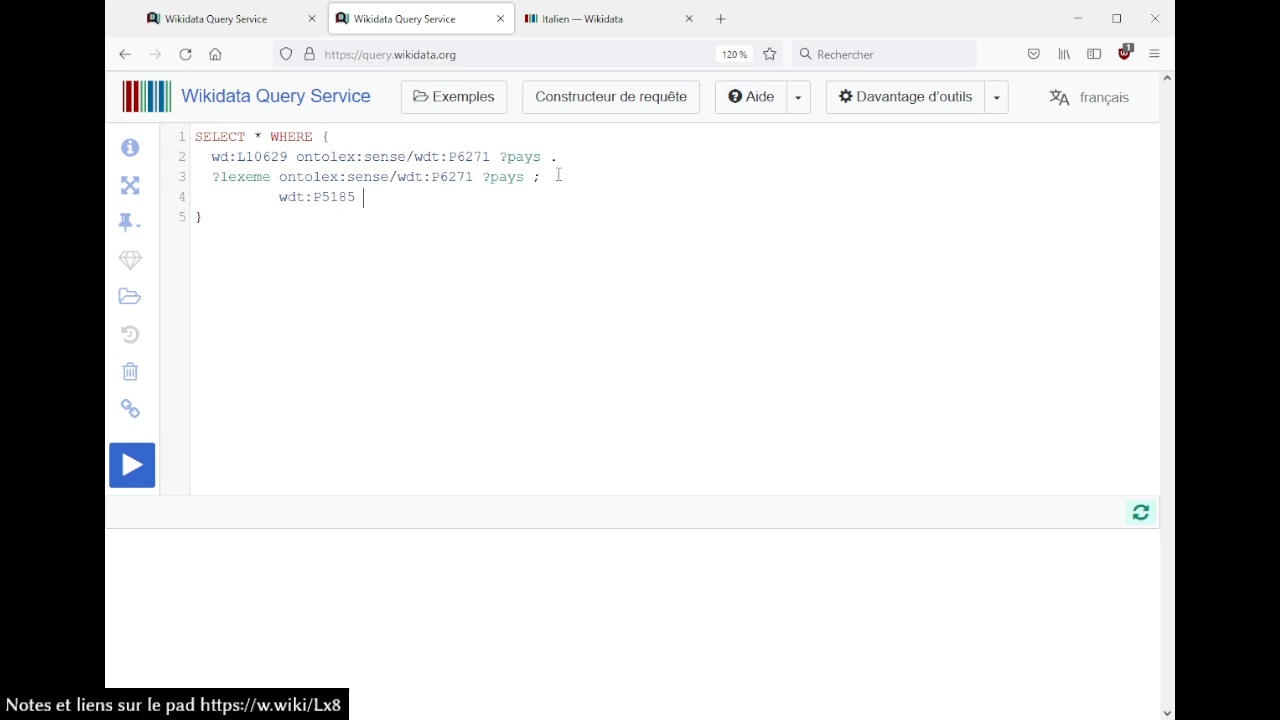 Wikidata Query Service
Wikidata Query Service
Italien — Wikidata
https://query.wikidata.org
120 %
Rechercher
1
Wikidata Query Service
Exemples
Constructeur de requête
Aide
Davantage d'outils
français
1 SELECT * WHERE {
2 wd:L10629 ontolex:sense/wdt:P6271 ?pays .
3 ?lexeme ontolex:sense/wdt:P6271 ?pays ;
4 wdt:P5185
5 }
Notes et liens sur le pad https://w.wiki/Lx8